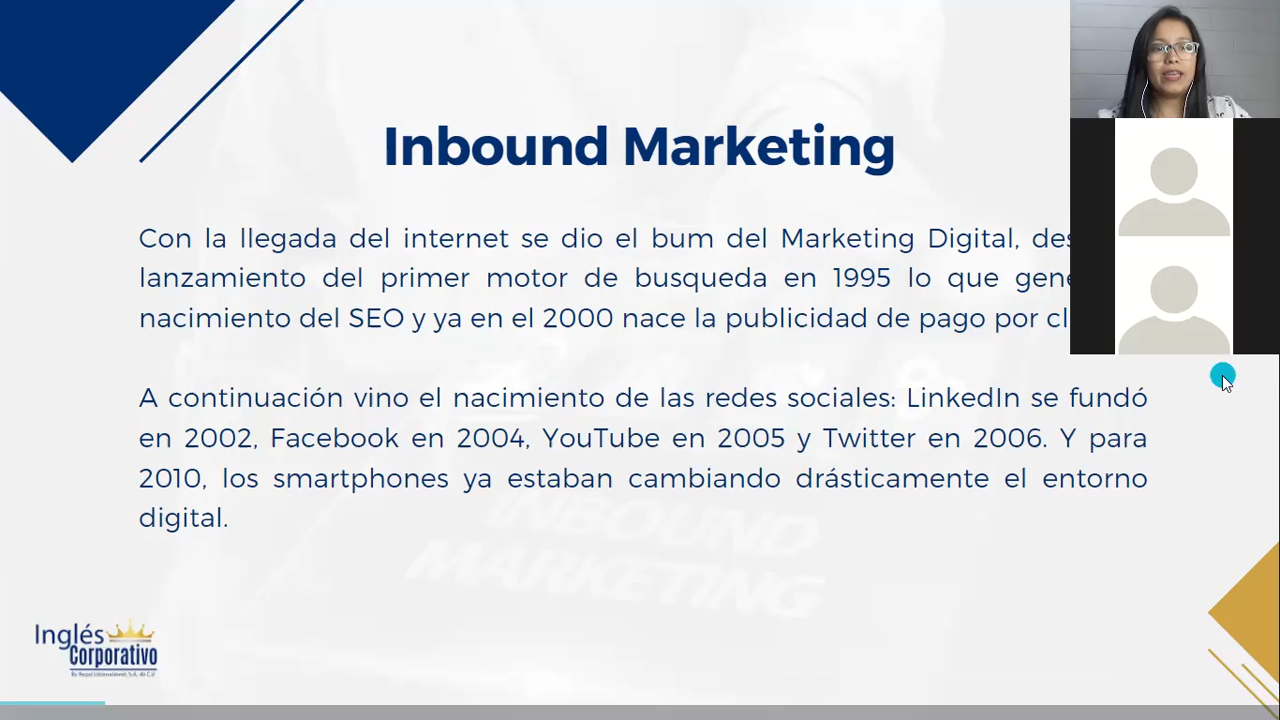 Inbound Marketing
Con la llegada del internet se dio el bum del Marketing Digital,
lanzamiento del primer motor de busqueda en 1995 lo que
nacimiento del SEO y ya en el 2000 nace la publicidad de pago por
A continuación vino el nacimiento de las redes sociales: LinkedIn se fundó
en 2002, Facebook en 2004, YouTube en 2005 y Twitter en 2006. Y para
2010, los smartphones ya estaban cambiando drásticamente el entorno
digital.
INBOUND
MARKETING
Inglés
Corporativo